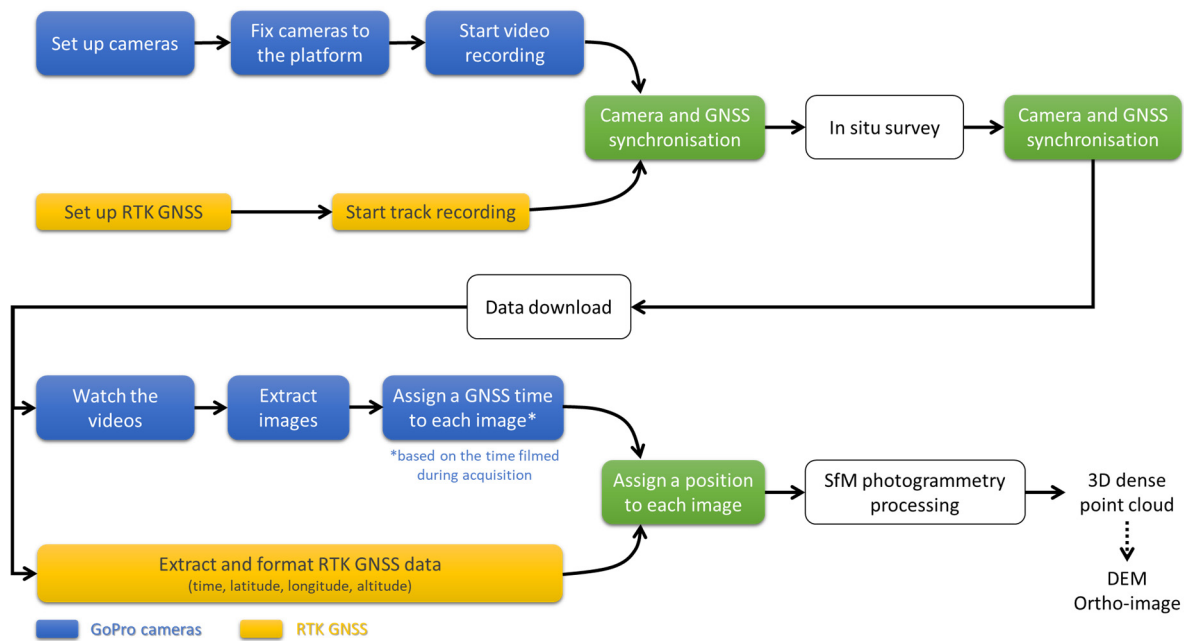 Set up cameras
Fix cameras to
the platform
Start video
recording
Camera and GNSS
synchronisation
In situ survey
Camera and GNSS
synchronisation
Set up RTK GNSS
Start track recording
Data download
Watch the
videos
Extract
images
Assign a GNSS time
to each image*
*based on the time filmed
during acquisition
Assign a position
to each image
SfM photogrammetry
processing
3D dense
point cloud
Extract and format RTK GNSS data
(time, latitude, longitude, altitude)
DEM
Ortho-image
GoPro cameras
RTK GNSS